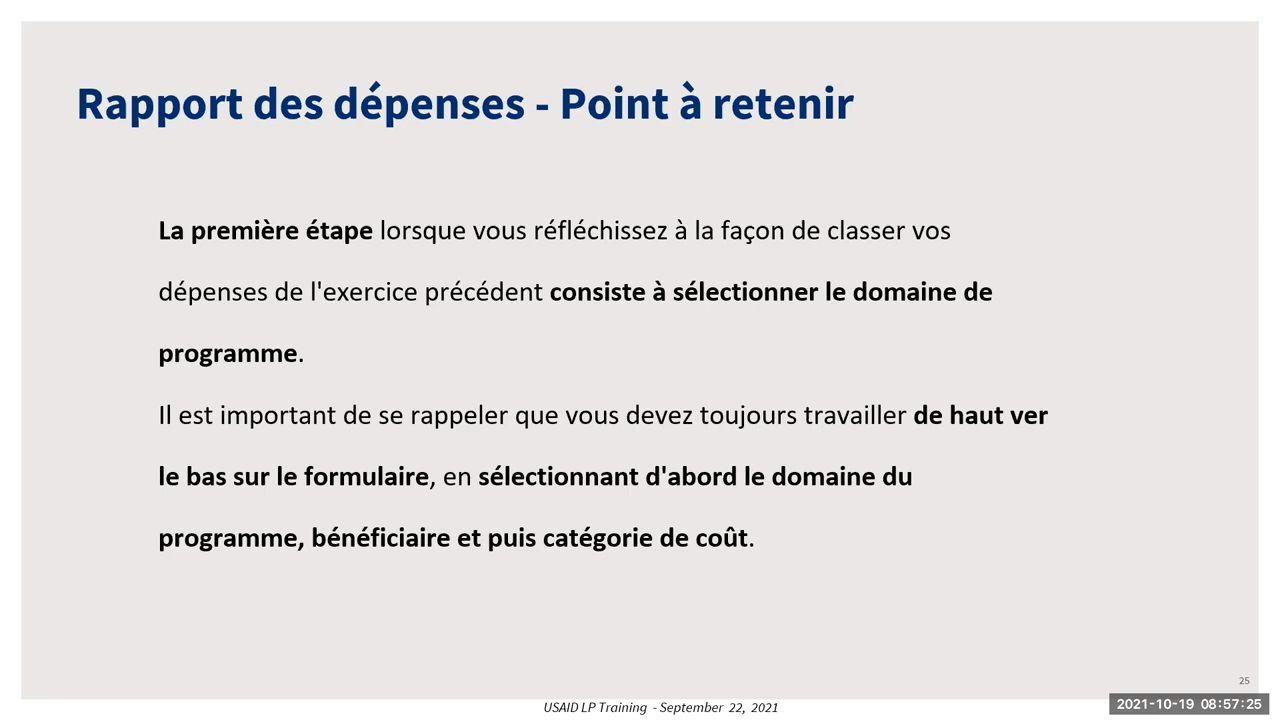 Rapport des dépenses - Point à retenir
La première étape lorsque vous réfléchissez à la façon de classer vos
dépenses de l'exercice précédent consiste à sélectionner le domaine de
programme.
Il est important de se rappeler que vous devez toujours travailler de haut ver
le bas sur le formulaire, en sélectionnant d'abord le domaine du
programme, bénéficiaire et puis catégorie de coût.
25
USAID LP Training - September 22, 2021
2021-10-19 08:57:25